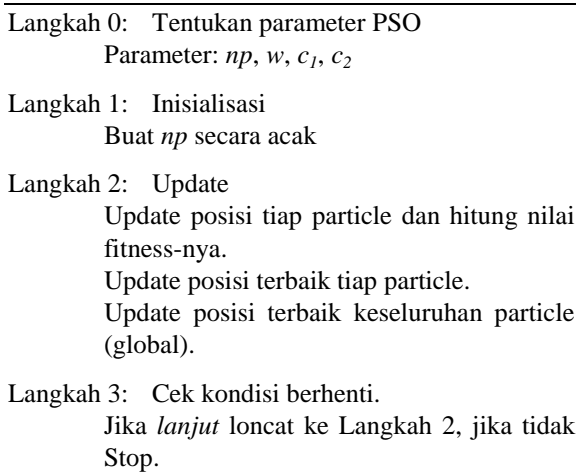 Langkah 0: Tentukan parameter PSO
Parameter: np, w, c1, c2
Langkah 1: Inisialisasi
Buat np secara acak
Langkah 2: Update
Update posisi tiap particle dan hitung nilai
fitness-nya.
Update posisi terbaik tiap particle.
Update posisi terbaik keseluruhan particle
(global).
Langkah 3: Cek kondisi berhenti.
Jika lanjut loncat ke Langkah 2, jika tidak
Stop.